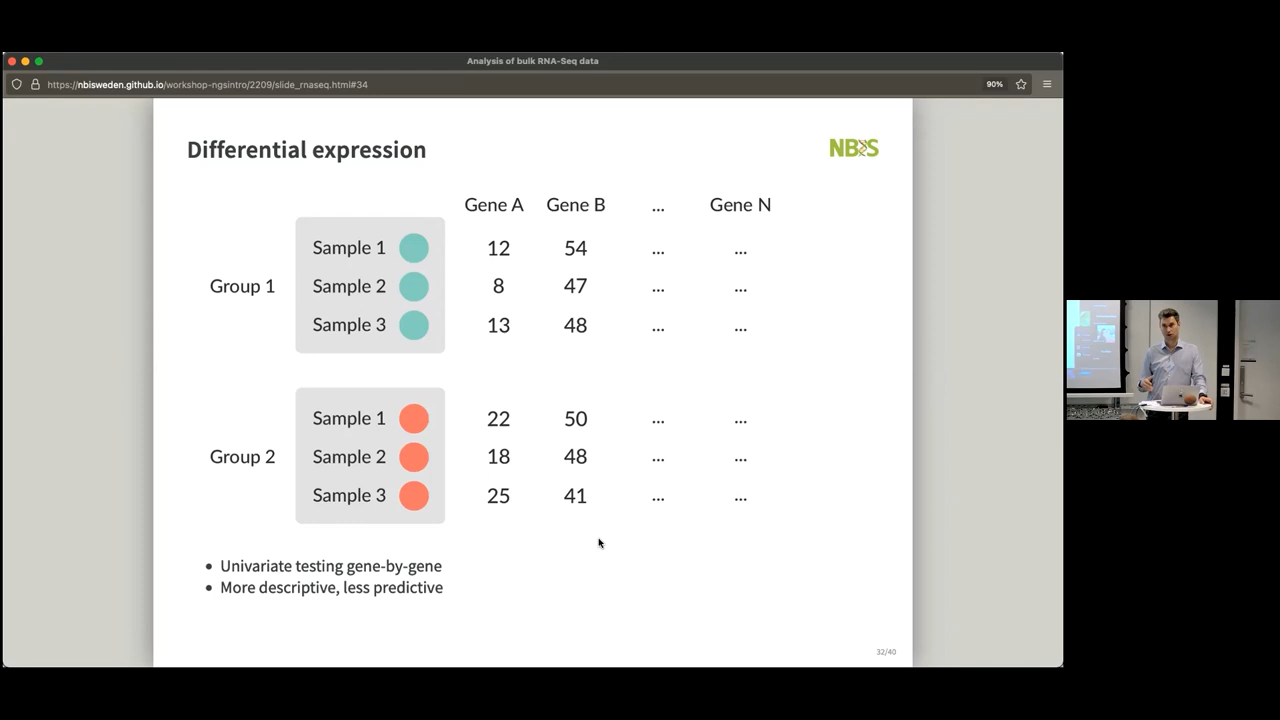 Analysis of bulk RNA-Seq data
https://nbisweden.github.io/workshop-ngsintro/2209/slide_rnaseq.html#34
90%
Differential expression
NBIS
Gene A Gene B ... Gene N
Sample 1 12 54 ... ...
Group 1 Sample 2 8 47 ... ...
Sample 3 13 48 ... ...
Sample 1 22 50 ... ...
Group 2 Sample 2 18 48 ... ...
Sample 3 25 41 ... ...
• Univariate testing gene-by-gene
• More descriptive, less predictive
32/40